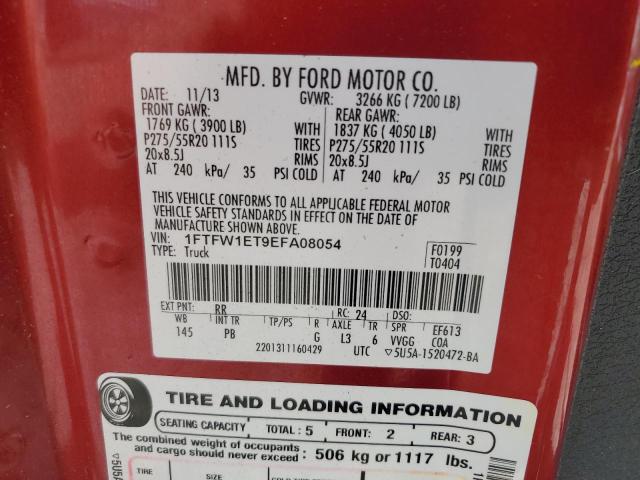 MFD. BY FORD MOTOR CO.
DATE: 11/13 GVWR: 3266 KG ( 7200 LB)
FRONT GAWR: REAR GAWR:
1769 KG ( 3900 LB) WITH 1837 KG ( 4050 LB) WITH
P275/55R20 111S TIRES P275/55R20 111S TIRES
20x8.5J RIMS 20x8.5J RIMS
AT 240 kPa/ 35 PSI COLD AT 240 kPa/ 35 PSI COLD
THIS VEHICLE CONFORMS TO ALL APPLICABLE FEDERAL MOTOR
VEHICLE SAFETY STANDARDS IN EFFECT ON THE DATE OF
MANUFACTURE SHOWN ABOVE.
VIN: 1FTFW1ET9EFA08054 F0199
TYPE: Truck T0404
EXT PNT: RR RC: 24 DSO:
WB INT TR TP/PS R AXLE TR SPR EF613
145 PB G L3 6 VVGG COA
2201311160429 UTC ▽5U5A-1520472-BA
TIRE AND LOADING INFORMATION
SEATING CAPACITY TOTAL: 5 FRONT: 2 REAR: 3
The combined weight of occupants
and cargo should never exceed: 506 kg or 1117 lbs.
TIRE SIZE
▽5U5A